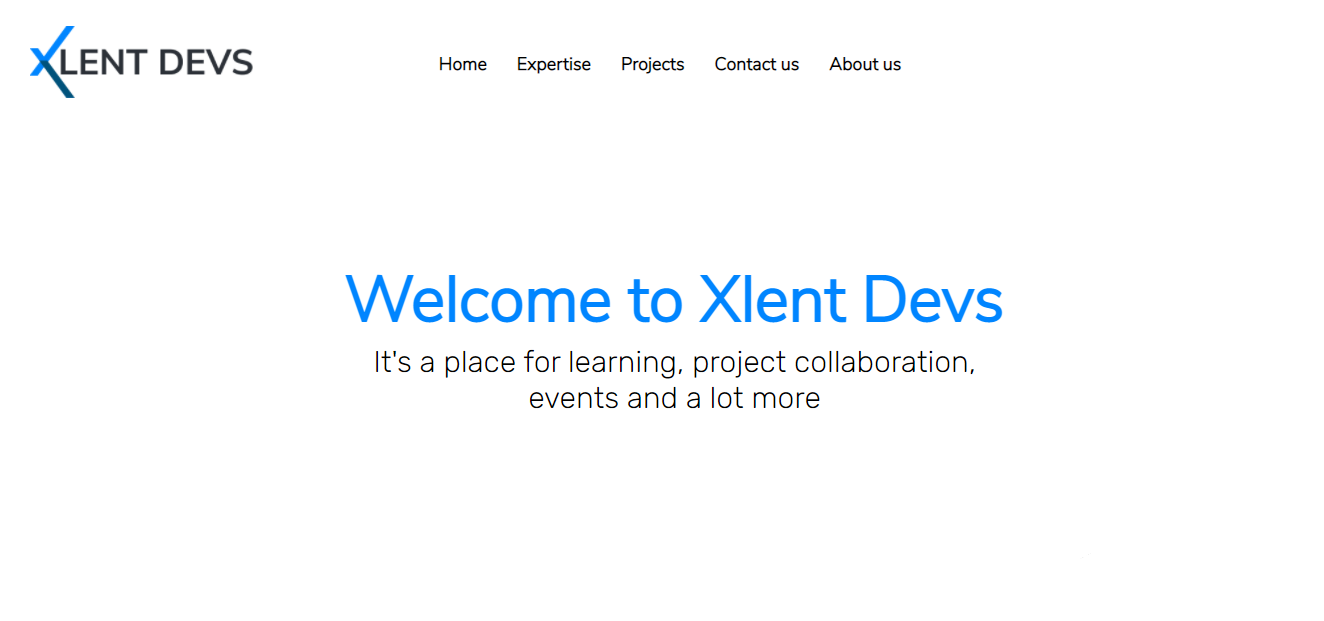 XLENT DEVS
Home Expertise Projects Contact us About us
Welcome to Xlent Devs
It's a place for learning, project collaboration,
events and a lot more